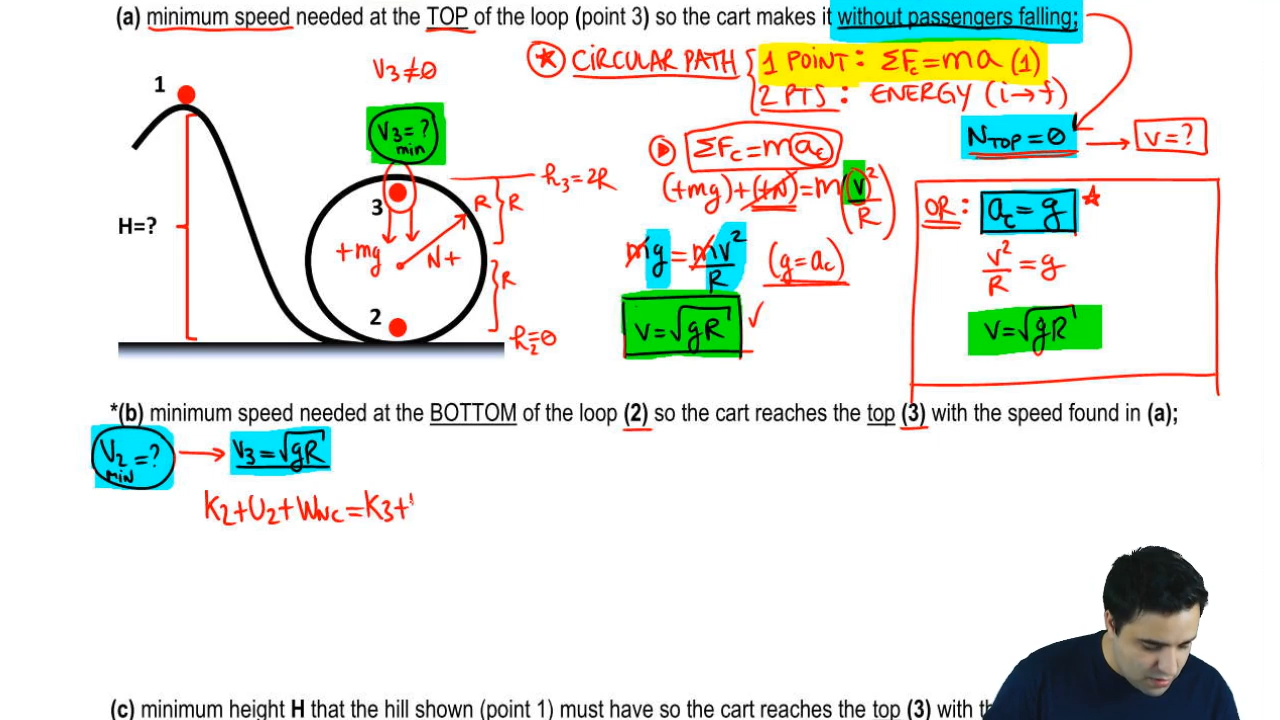 (a) minimum speed needed at the TOP of the loop (point 3) so the cart makes it without passengers falling;
V₃≠0
* CIRCULAR PATH { 1 POINT: ΣFc=ma (1)
2 PTS: ENERGY (i→f)
1
V₃=?
min
ΣFc=mac
NTOP=0 → V=?
(+mg)+(+N)=m(v²/R)
h₃=2R
3
R
R
H=?
+mg
N+
R
mg=mv²/R (g=ac)
OR: ac=g *
v²/R=g
V=√gR ✓
V=√gR
2
h₂=0
*(b) minimum speed needed at the BOTTOM of the loop (2) so the cart reaches the top (3) with the speed found in (a);
V₂=? → V₃=√gR
min
K₂+U₂+WNC=K₃+
(c) minimum height H that the hill shown (point 1) must have so the cart reaches the top (3) with